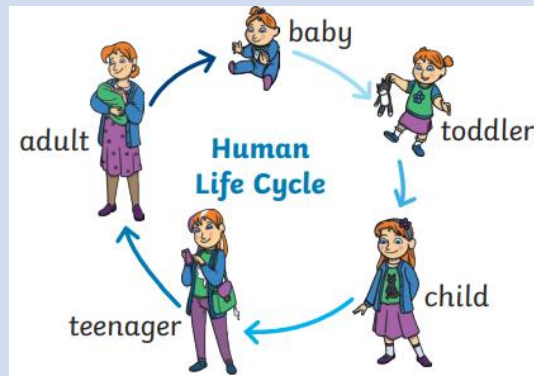 baby
toddler
child
teenager
adult
Human
Life Cycle